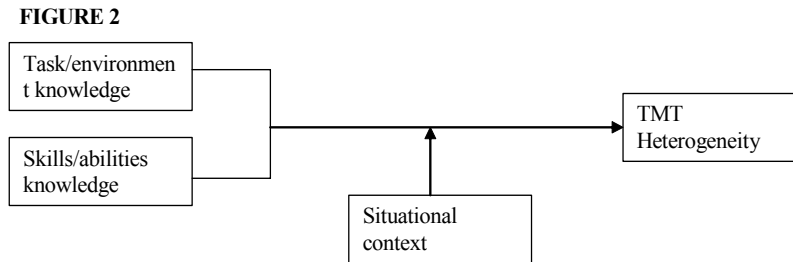 FIGURE 2
Task/environmen
t knowledge
Skills/abilities
knowledge
TMT
Heterogeneity
Situational
context